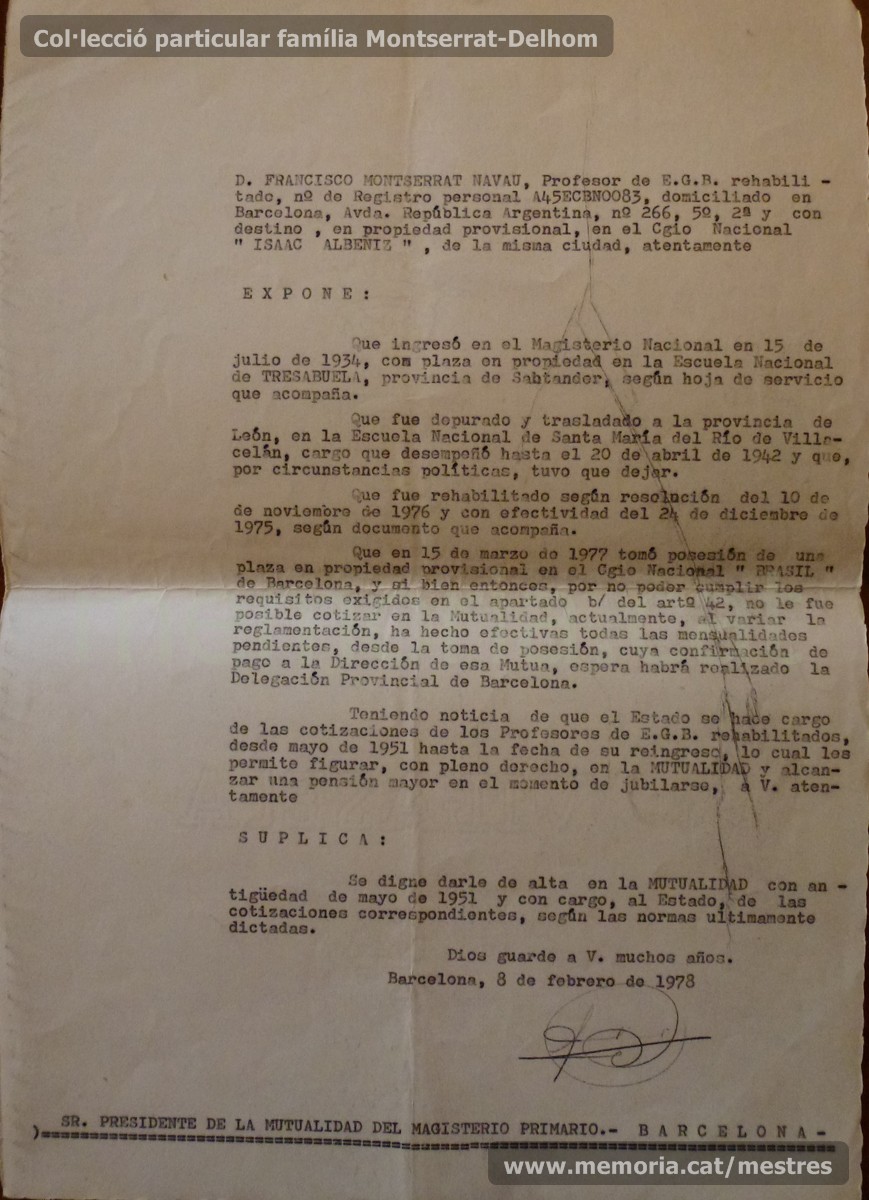 Col·lecció particular família Montserrat-Delhom
D. FRANCISCO MONTSERRAT NAVAU, Profesor de E.G.B. rehabili -
tado, nº de Registro personal A45ECBN0083, domiciliado en
Barcelona, Avda. República Argentina, nº 266, 5º, 2ª y con
destino , en propiedad provisional, en el Cgio Nacional
" ISAAC ALBENIZ " , de la misma ciudad, atentamente
E X P O N E :
Que ingresó en el Magisterio Nacional en 15 de
julio de 1934, con plaza en propiedad en la Escuela Nacional
de TRESABUELA, provincia de Sabtander, según hoja de servicio
que acompaña.
Que fue depurado y trasladado a la provincia de
León, en la Escuela Nacional de Santa María del Río de Villa-
celán, cargo que desempeñó hasta el 20 de abril de 1942 y que,
por circunstancias políticas, tuvo que dejar.
Que fue rehabilitado según resolución del 10 de
de noviembre de 1976 y con efectividad del 24 de diciembre de
1975, según documento que acompaña.
Que en 15 de marzo de 1977 tomó posesión de una
plaza en propiedad provisional en el Cgio Nacional " BRASIL "
de Barcelona, y si bien entonces, por no poder cumplir los
requisitos exigidos en el apartado b/ del artº 42, no le fue
posible cotizar en la Mutualidad, actualmente, al variar la
reglamentación, ha hecho efectivas todas las mensualidades
pendientes, desde la toma de posesión, cuya confirmación de
pago a la Dirección de esa Mutua, espera habrá realizado la
Delegación Provincial de Barcelona.
Teniendo noticia de que el Estado se hace cargo
de las cotizaciones de los Profesores de E.G.B. rehabilitados,
desde mayo de 1951 hasta la fecha de su reingreso, lo cual les
permite figurar, con pleno derecho, en la MUTUALIDAD y alcan-
zar una pensión mayor en el momento de jubilarse, a V. aten-
tamente
S U P L I C A :
Se digne darle de alta en la MUTUALIDAD con an -
tigüedad de mayo de 1951 y con cargo, al Estado, de las
cotizaciones correspondientes, según las normas ultimamente
dictadas.
Dios guarde a V. muchos años.
Barcelona, 8 de febrero de 1978
SR. PRESIDENTE DE LA MUTUALIDAD DEL MAGISTERIO PRIMARIO.- B A R C E L O N A -
www.memoria.cat/mestres